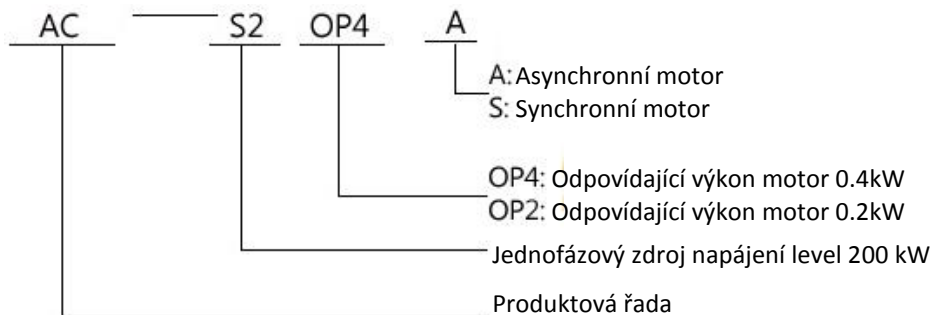 AC S2 OP4 A
A: Asynchronní motor
S: Synchronní motor
OP4: Odpovídající výkon motor 0.4kW
OP2: Odpovídající výkon motor 0.2kW
Jednofázový zdroj napájení level 200 kW
Produktová řada